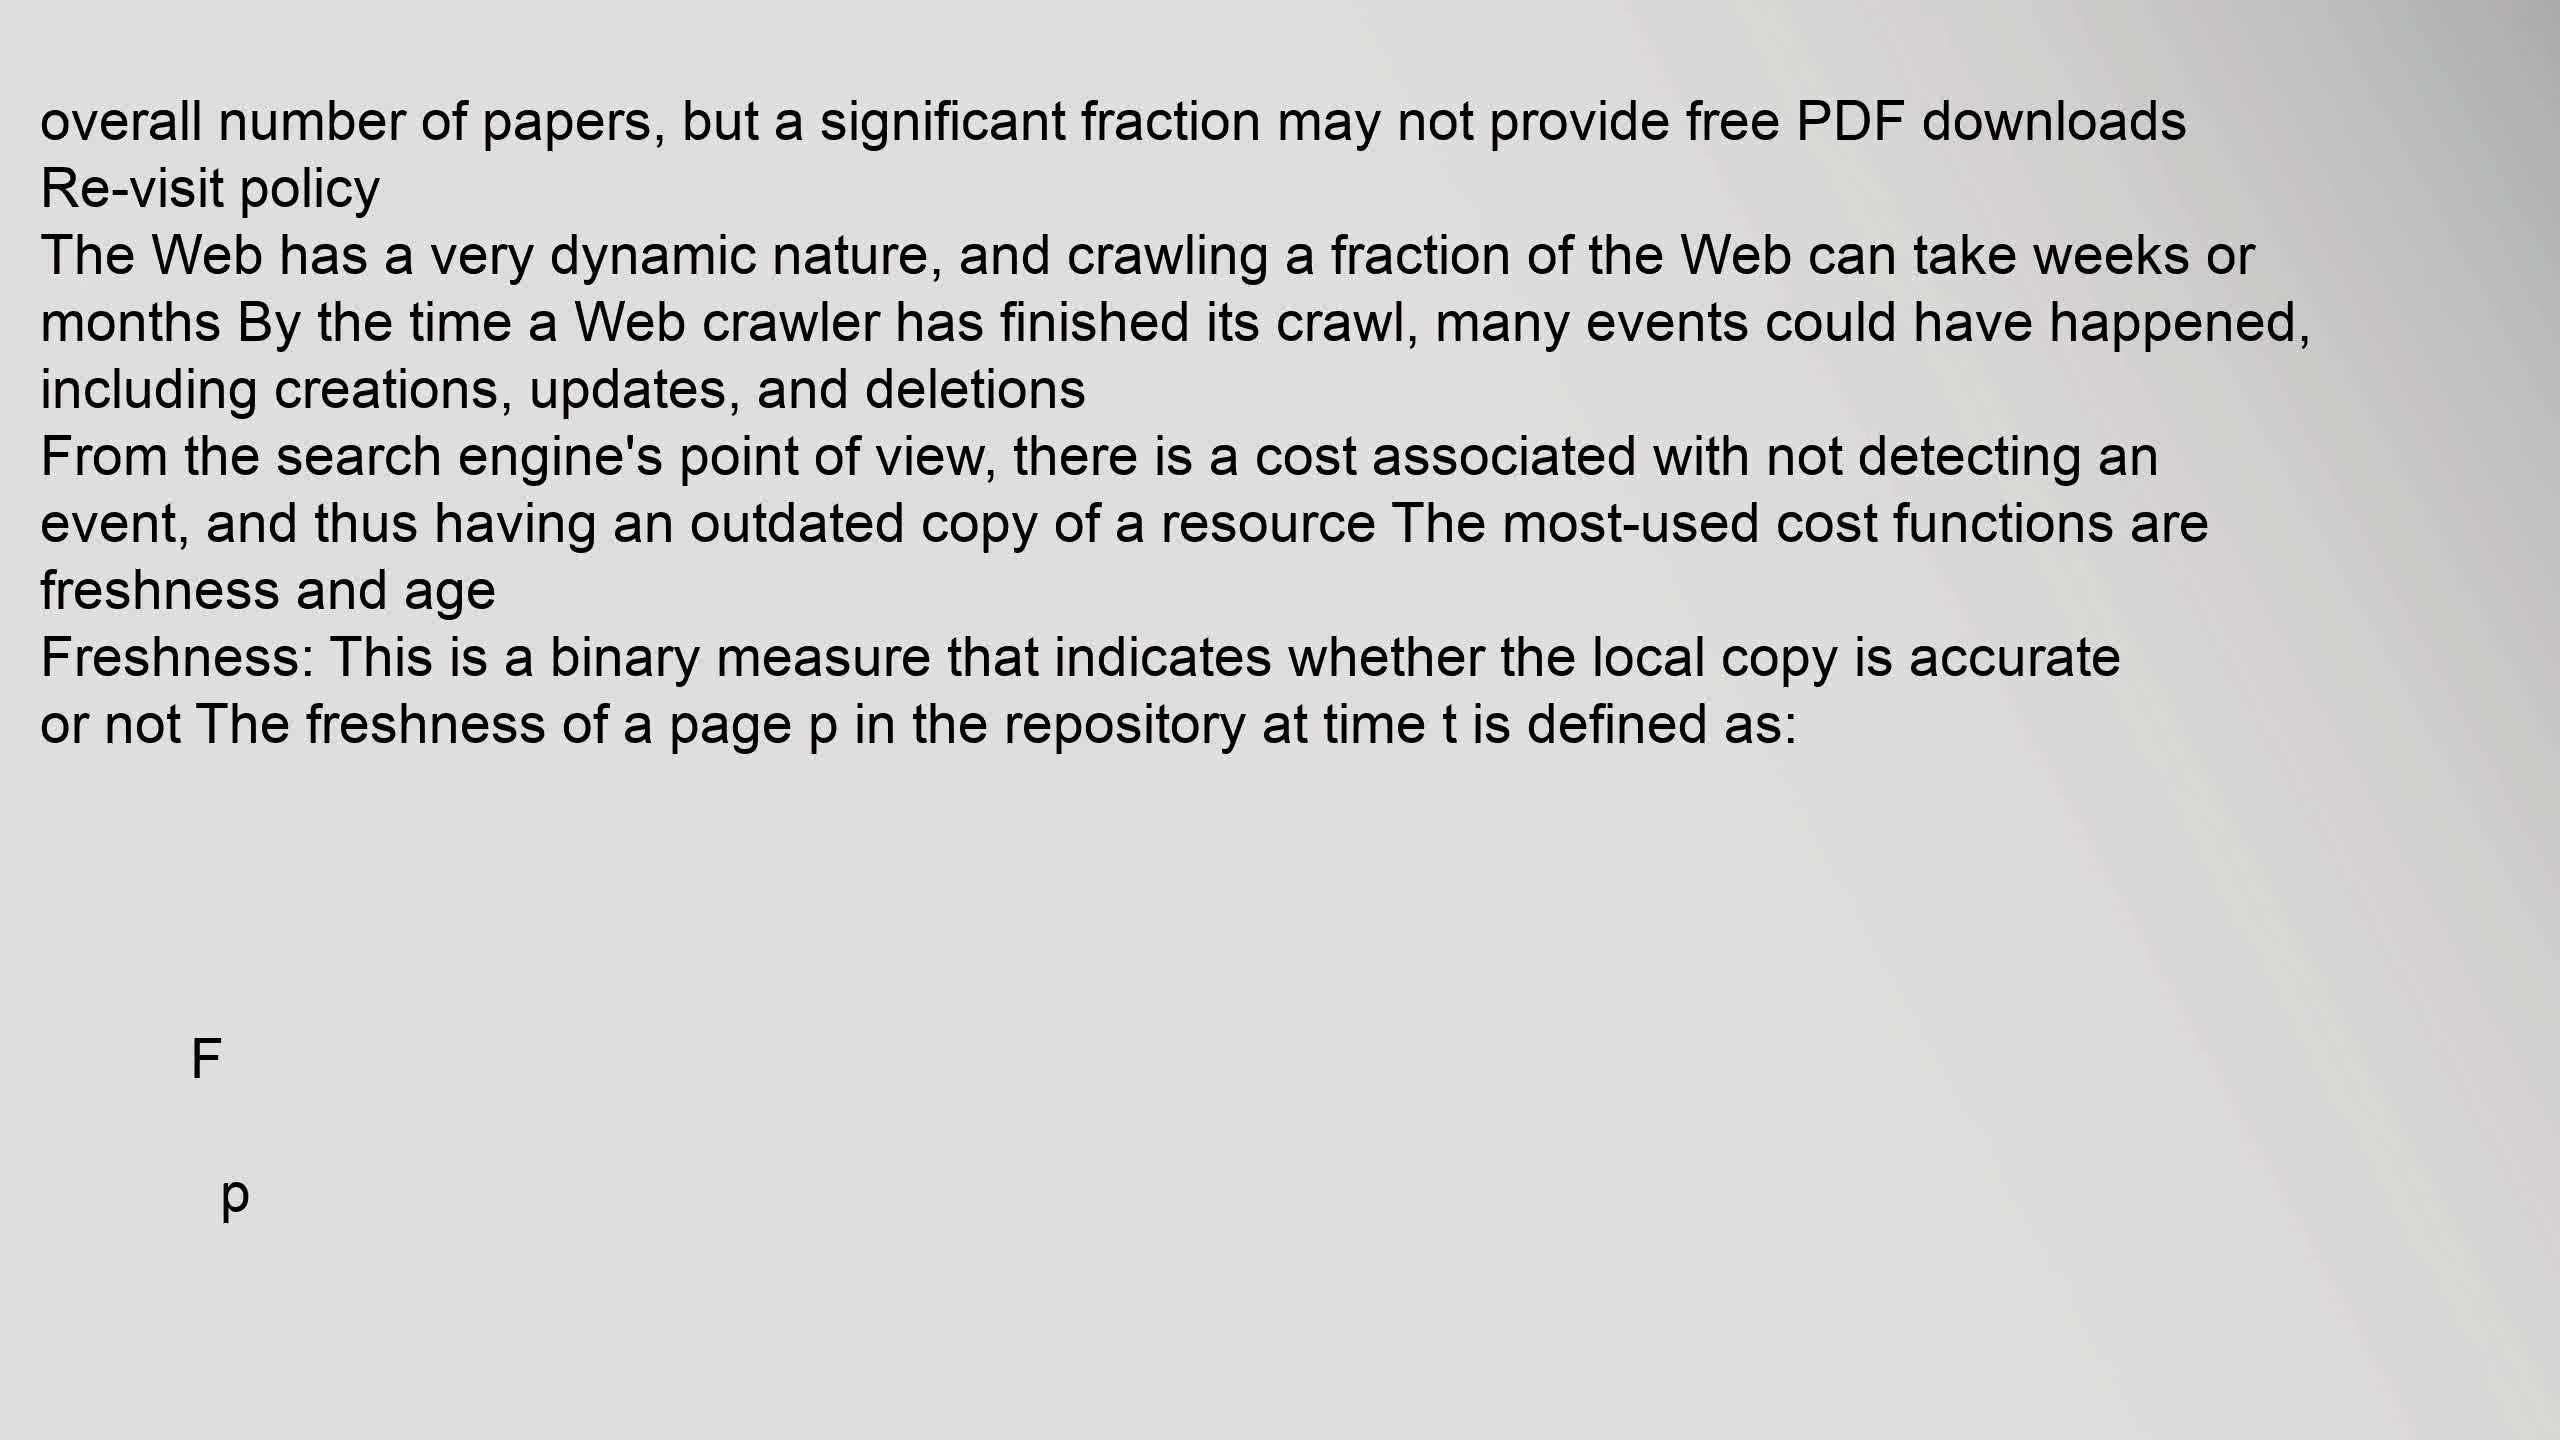 overall number of papers, but a significant fraction may not provide free PDF downloads
Re-visit policy
The Web has a very dynamic nature, and crawling a fraction of the Web can take weeks or
months By the time a Web crawler has finished its crawl, many events could have happened,
including creations, updates, and deletions
From the search engine's point of view, there is a cost associated with not detecting an
event, and thus having an outdated copy of a resource The most-used cost functions are
freshness and age
Freshness: This is a binary measure that indicates whether the local copy is accurate
or not The freshness of a page p in the repository at time t is defined as:
F
p